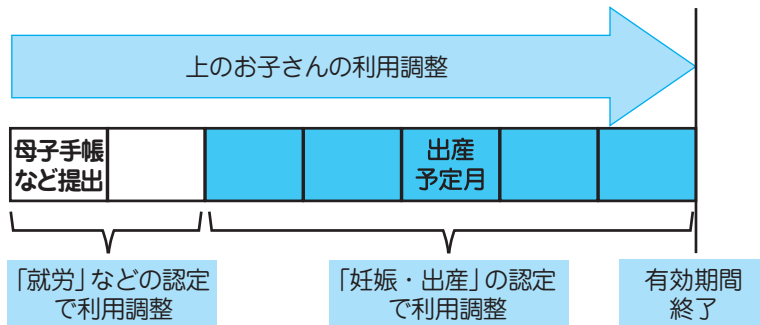 上のお子さんの利用調整
母子手帳
など提出
出産
予定月
「就労」などの認定
で利用調整
「妊娠・出産」の認定
で利用調整
有効期間
終了